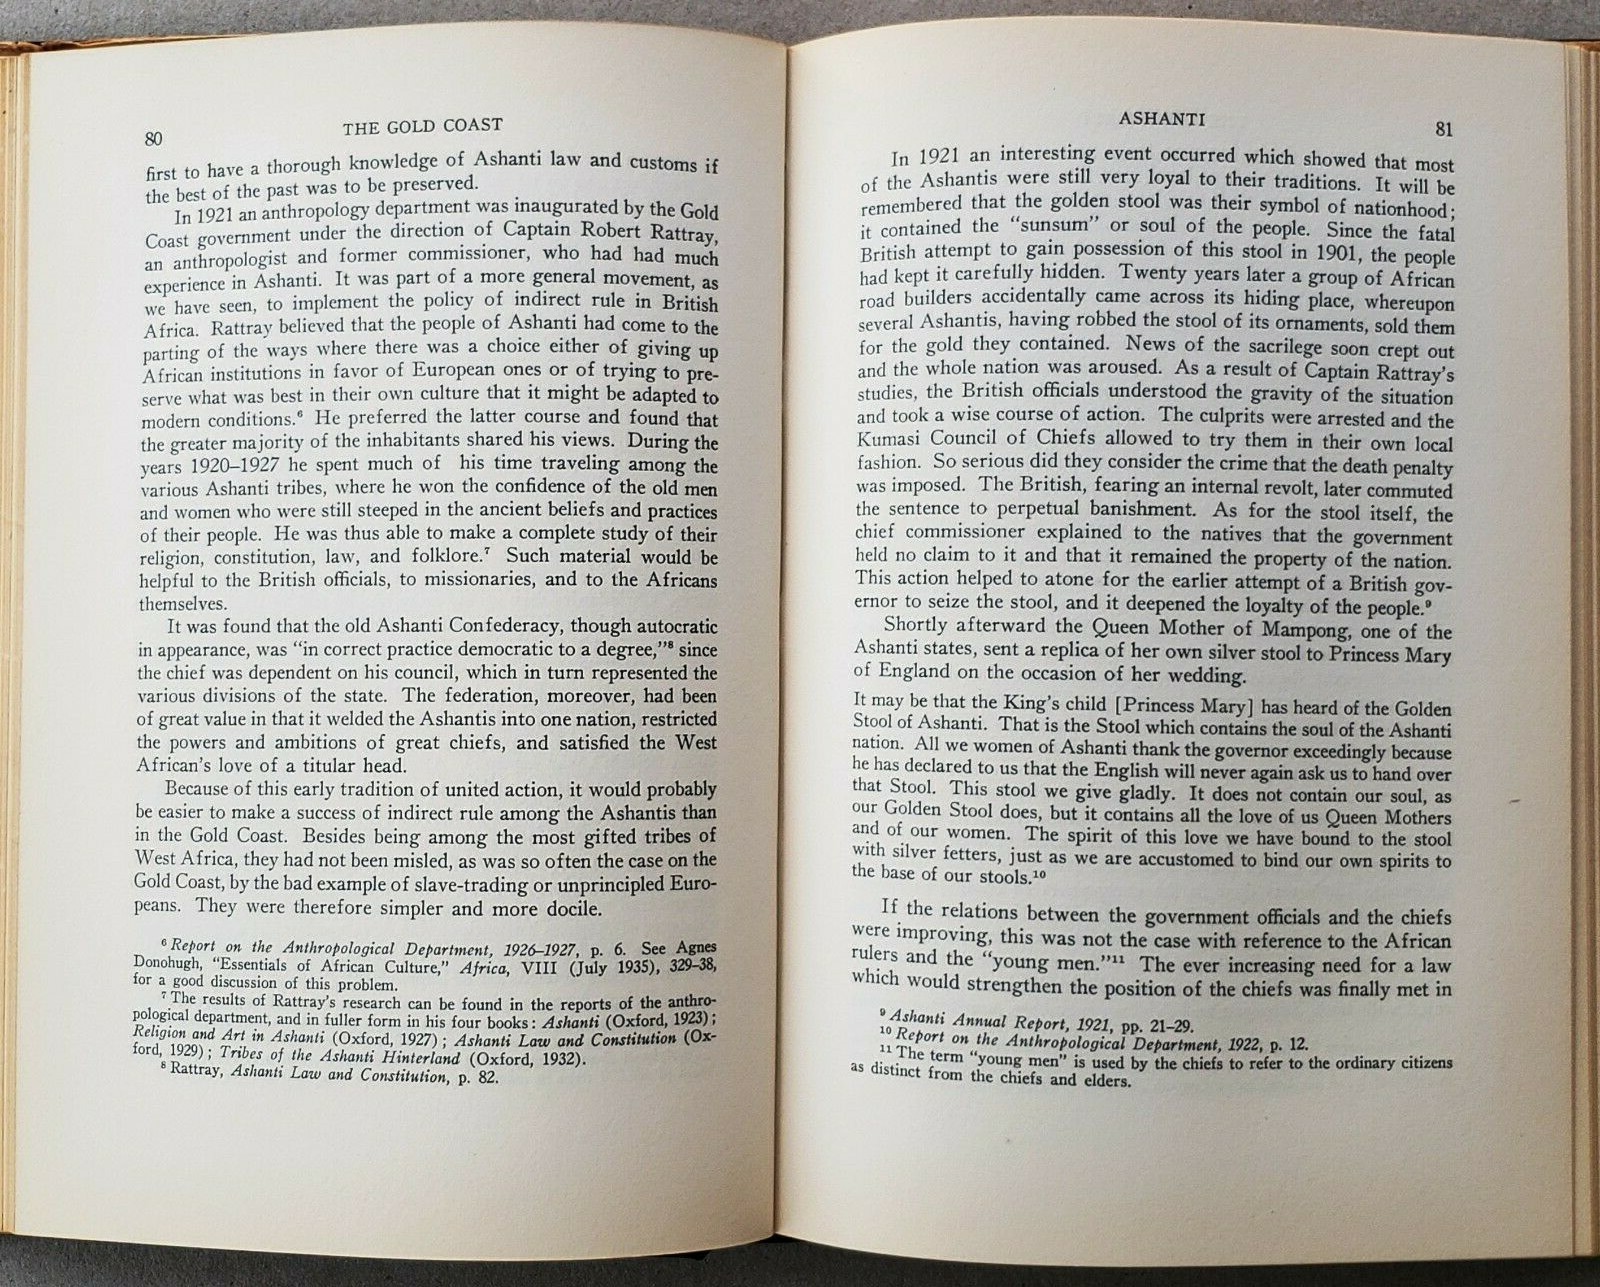 80
THE GOLD COAST
first to have a thorough knowledge of Ashanti law and customs if
the best of the past was to be preserved.
In 1921 an anthropology department was inaugurated by the Gold
Coast government under the direction of Captain Robert Rattray,
an anthropologist and former commissioner, who had had much
experience in Ashanti. It was part of a more general movement, as
we have seen, to implement the policy of indirect rule in British
Africa. Rattray believed that the people of Ashanti had come to the
parting of the ways where there was a choice either of giving up
African institutions in favor of European ones or of trying to pre-
serve what was best in their own culture that it might be adapted to
modern conditions.⁶ He preferred the latter course and found that
the greater majority of the inhabitants shared his views. During the
years 1920–1927 he spent much of his time traveling among the
various Ashanti tribes, where he won the confidence of the old men
and women who were still steeped in the ancient beliefs and practices
of their people. He was thus able to make a complete study of their
religion, constitution, law, and folklore.⁷ Such material would be
helpful to the British officials, to missionaries, and to the Africans
themselves.
It was found that the old Ashanti Confederacy, though autocratic
in appearance, was “in correct practice democratic to a degree,”⁸ since
the chief was dependent on his council, which in turn represented the
various divisions of the state. The federation, moreover, had been
of great value in that it welded the Ashantis into one nation, restricted
the powers and ambitions of great chiefs, and satisfied the West
African’s love of a titular head.
Because of this early tradition of united action, it would probably
be easier to make a success of indirect rule among the Ashantis than
in the Gold Coast. Besides being among the most gifted tribes of
West Africa, they had not been misled, as was so often the case on the
Gold Coast, by the bad example of slave-trading or unprincipled Euro-
peans. They were therefore simpler and more docile.
⁶ Report on the Anthropological Department, 1926–1927, p. 6. See Agnes
Donohugh, “Essentials of African Culture,” Africa, VIII (July 1935), 329–38,
for a good discussion of this problem.
⁷ The results of Rattray’s research can be found in the reports of the anthro-
pological department, and in fuller form in his four books: Ashanti (Oxford, 1923);
Religion and Art in Ashanti (Oxford, 1927); Ashanti Law and Constitution (Ox-
ford, 1929); Tribes of the Ashanti Hinterland (Oxford, 1932).
⁸ Rattray, Ashanti Law and Constitution, p. 82.
ASHANTI
81
In 1921 an interesting event occurred which showed that most
of the Ashantis were still very loyal to their traditions. It will be
remembered that the golden stool was their symbol of nationhood;
it contained the “sunsum” or soul of the people. Since the fatal
British attempt to gain possession of this stool in 1901, the people
had kept it carefully hidden. Twenty years later a group of African
road builders accidentally came across its hiding place, whereupon
several Ashantis, having robbed the stool of its ornaments, sold them
for the gold they contained. News of the sacrilege soon crept out
and the whole nation was aroused. As a result of Captain Rattray’s
studies, the British officials understood the gravity of the situation
and took a wise course of action. The culprits were arrested and the
Kumasi Council of Chiefs allowed to try them in their own local
fashion. So serious did they consider the crime that the death penalty
was imposed. The British, fearing an internal revolt, later commuted
the sentence to perpetual banishment. As for the stool itself, the
chief commissioner explained to the natives that the government
held no claim to it and that it remained the property of the nation.
This action helped to atone for the earlier attempt of a British gov-
ernor to seize the stool, and it deepened the loyalty of the people.⁹
Shortly afterward the Queen Mother of Mampong, one of the
Ashanti states, sent a replica of her own silver stool to Princess Mary
of England on the occasion of her wedding.
It may be that the King’s child [Princess Mary] has heard of the Golden
Stool of Ashanti. That is the Stool which contains the soul of the Ashanti
nation. All we women of Ashanti thank the governor exceedingly because
he has declared to us that the English will never again ask us to hand over
that Stool. This stool we give gladly. It does not contain our soul, as
our Golden Stool does, but it contains all the love of us Queen Mothers
and of our women. The spirit of this love we have bound to the stool
with silver fetters, just as we are accustomed to bind our own spirits to
the base of our stools.¹⁰
If the relations between the government officials and the chiefs
were improving, this was not the case with reference to the African
rulers and the “young men.”¹¹ The ever increasing need for a law
which would strengthen the position of the chiefs was finally met in
⁹ Ashanti Annual Report, 1921, pp. 21–29.
¹⁰ Report on the Anthropological Department, 1922, p. 12.
¹¹ The term “young men” is used by the chiefs to refer to the ordinary citizens
as distinct from the chiefs and elders.